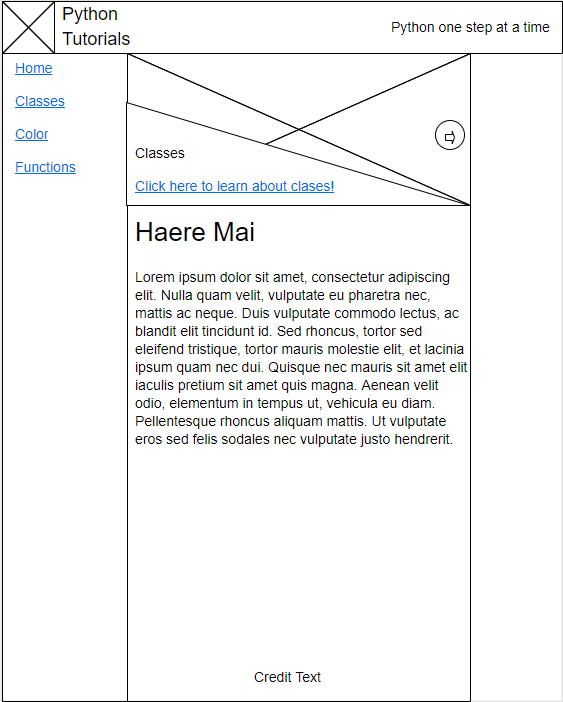 Python
Tutorials
Python one step at a time
Home
Classes
Color
Functions
Classes
Click here to learn about clases!
Haere Mai
Lorem ipsum dolor sit amet, consectetur adipiscing
elit. Nulla quam velit, vulputate eu pharetra nec,
mattis ac neque. Duis vulputate commodo lectus, ac
blandit elit tincidunt id. Sed rhoncus, tortor sed
eleifend tristique, tortor mauris molestie elit, et lacinia
ipsum quam nec dui. Quisque nec mauris sit amet elit
iaculis pretium sit amet quis magna. Aenean velit
odio, elementum in tempus ut, vehicula eu diam.
Pellentesque rhoncus aliquam mattis. Ut vulputate
eros sed felis sodales nec vulputate justo hendrerit.
Credit Text